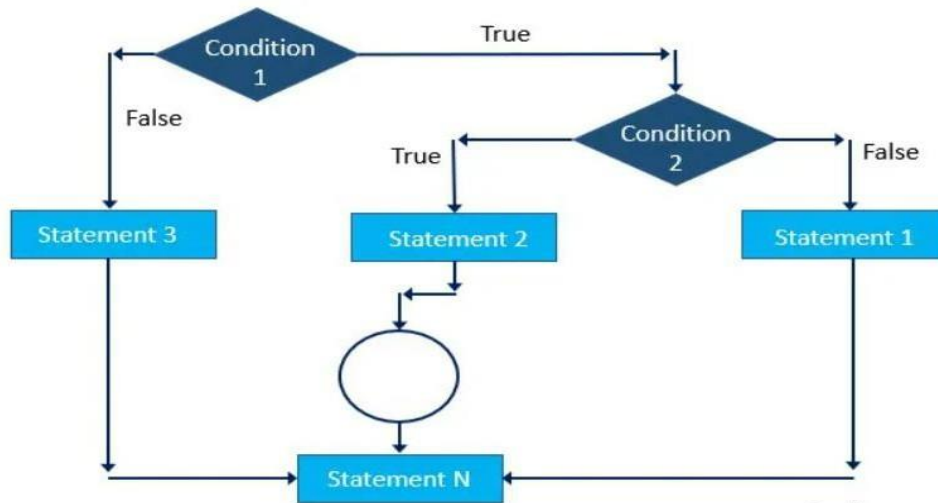 True
Condition
1
False
Condition
2
True
False
Statement 3
Statement 2
Statement 1
Statement N